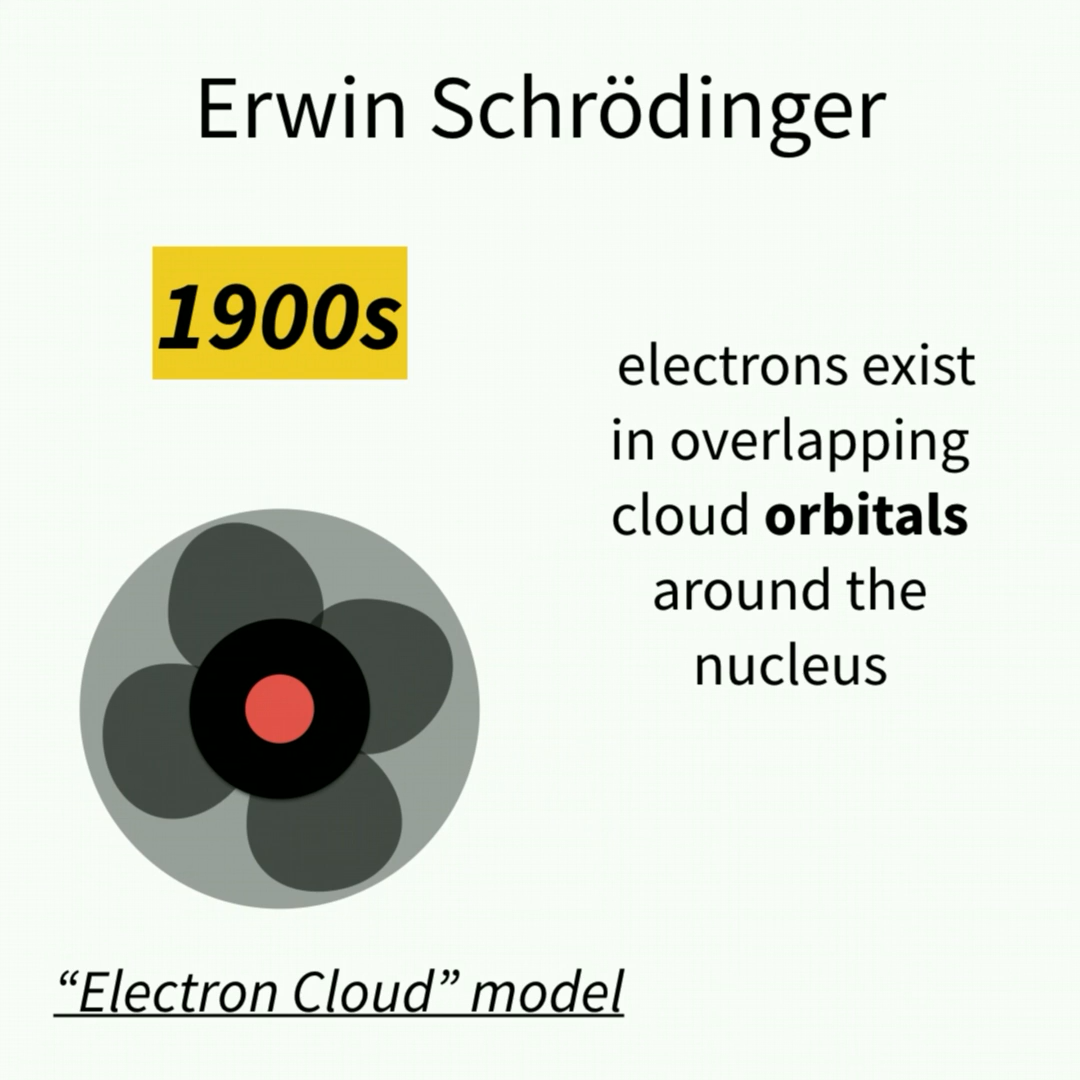 Erwin Schrödinger
1900s
electrons exist
in overlapping
cloud orbitals
around the
nucleus
“Electron Cloud” model